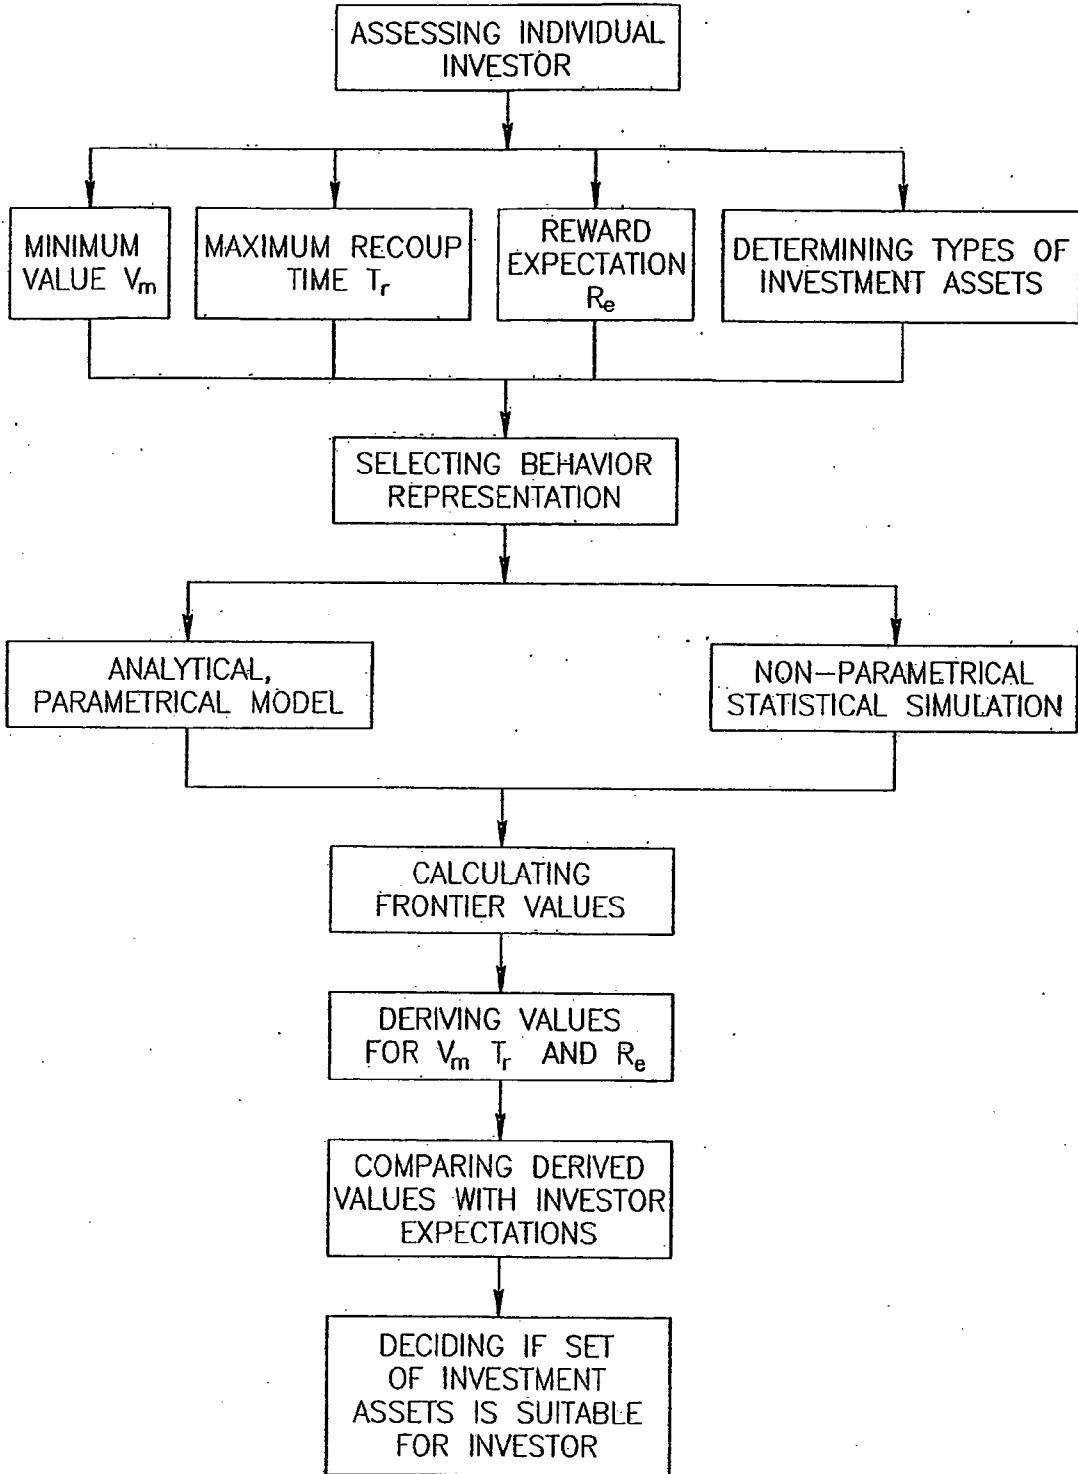 ASSESSING INDIVIDUAL
INVESTOR
MINIMUM
VALUE Vm
MAXIMUM RECOUP
TIME Tr
REWARD
EXPECTATION
Re
DETERMINING TYPES OF
INVESTMENT ASSETS
SELECTING BEHAVIOR
REPRESENTATION
ANALYTICAL,
PARAMETRICAL MODEL
NON-PARAMETRICAL
STATISTICAL SIMULATION
CALCULATING
FRONTIER VALUES
DERIVING VALUES
FOR Vm Tr AND Re
COMPARING DERIVED
VALUES WITH INVESTOR
EXPECTATIONS
DECIDING IF SET
OF INVESTMENT
ASSETS IS SUITABLE
FOR INVESTOR